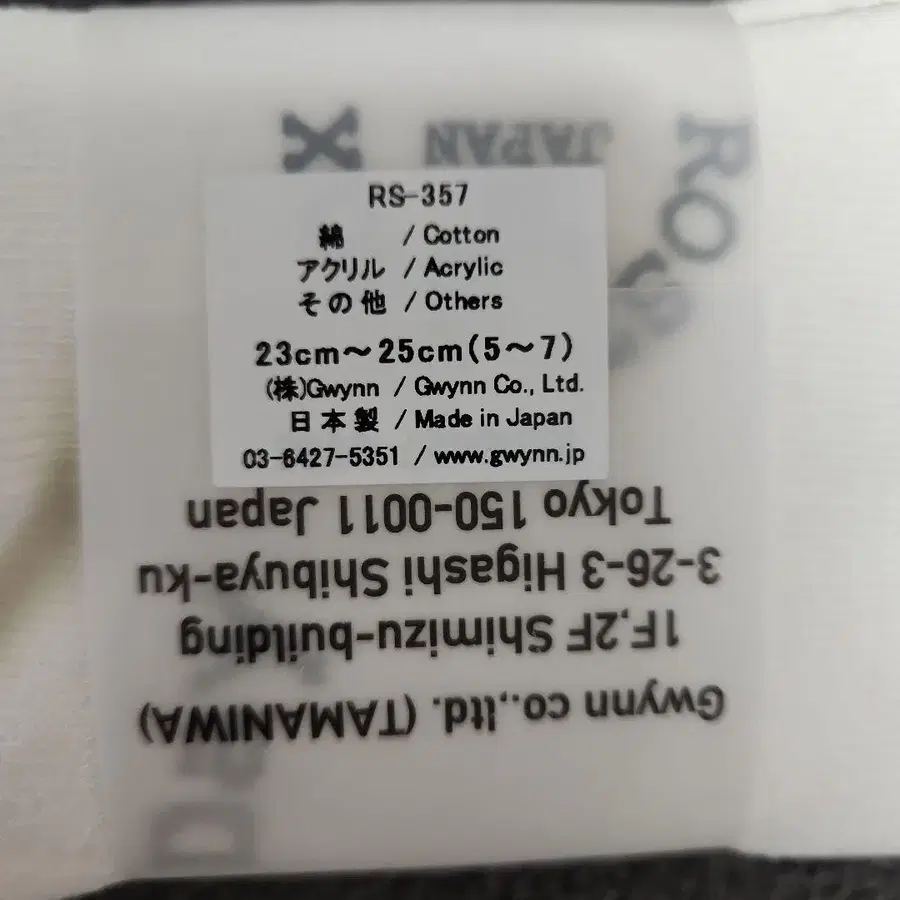 JAPAN
RS-357
綿 / Cotton
アクリル / Acrylic
その他 / Others
23cm～25cm(5～7)
(株)Gwynn / Gwynn Co., Ltd.
日本製 / Made in Japan
03-6427-5351 / www.gwynn.jp
Gwynn co.,ltd. (TAMANIWA)
1F,2F Shimizu-building
3-26-3 Higashi Shibuya-ku
Tokyo 150-0011 Japan